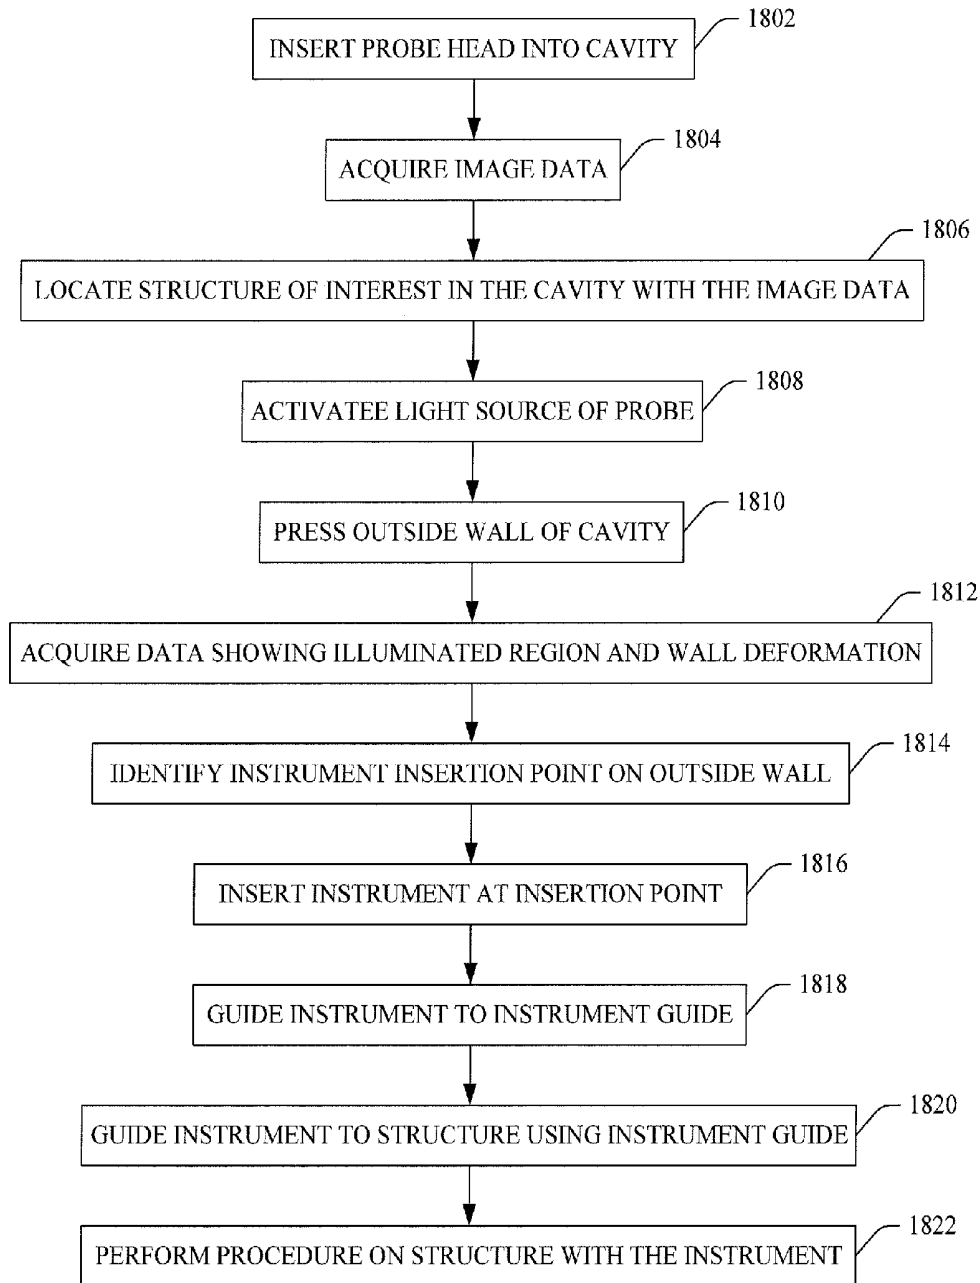 1802
INSERT PROBE HEAD INTO CAVITY
1804
ACQUIRE IMAGE DATA
1806
LOCATE STRUCTURE OF INTEREST IN THE CAVITY WITH THE IMAGE DATA
1808
ACTIVATEE LIGHT SOURCE OF PROBE
1810
PRESS OUTSIDE WALL OF CAVITY
1812
ACQUIRE DATA SHOWING ILLUMINATED REGION AND WALL DEFORMATION
1814
IDENTIFY INSTRUMENT INSERTION POINT ON OUTSIDE WALL
1816
INSERT INSTRUMENT AT INSERTION POINT
1818
GUIDE INSTRUMENT TO INSTRUMENT GUIDE
1820
GUIDE INSTRUMENT TO STRUCTURE USING INSTRUMENT GUIDE
1822
PERFORM PROCEDURE ON STRUCTURE WITH THE INSTRUMENT